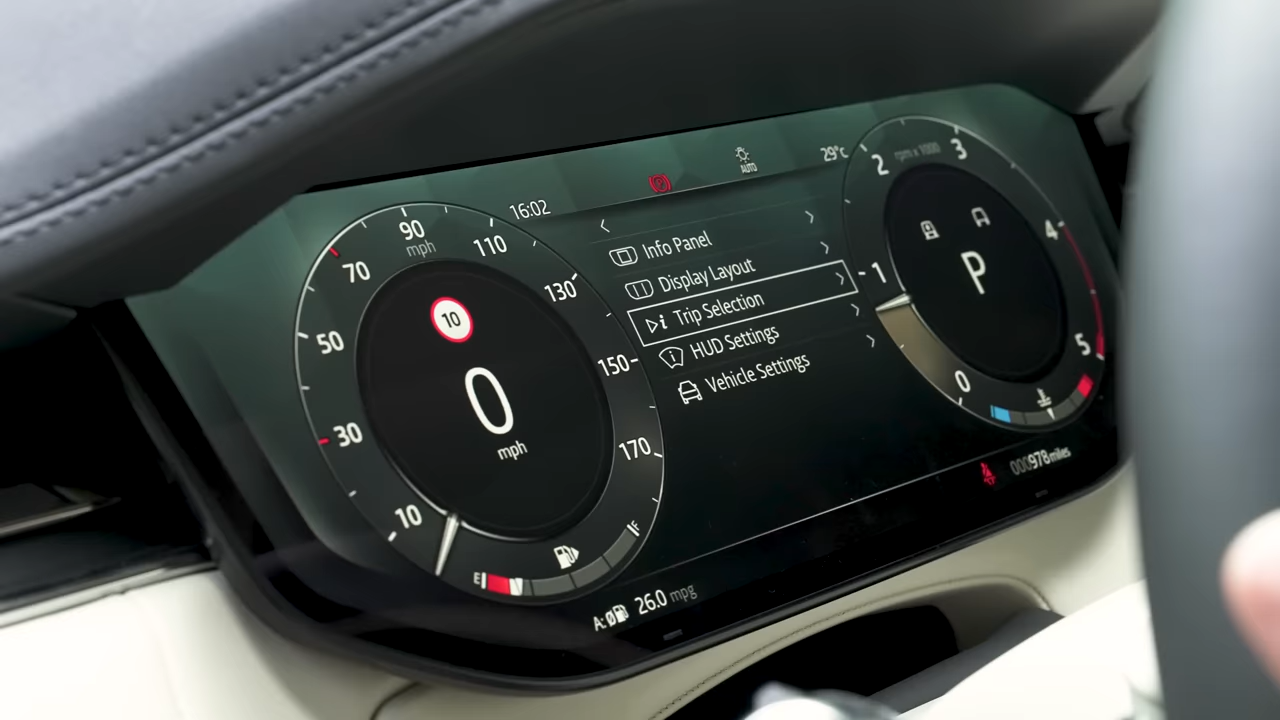 16:02
AUTO
29°c
90
mph
110
70
130
50
150
30
170
10
10
0
mph
E
F
Info Panel
Display Layout
Trip Selection
HUD Settings
Vehicle Settings
2
rpm x 1000
3
4
1
P
5
0
A:Ø 26.0 mpg
000978 miles